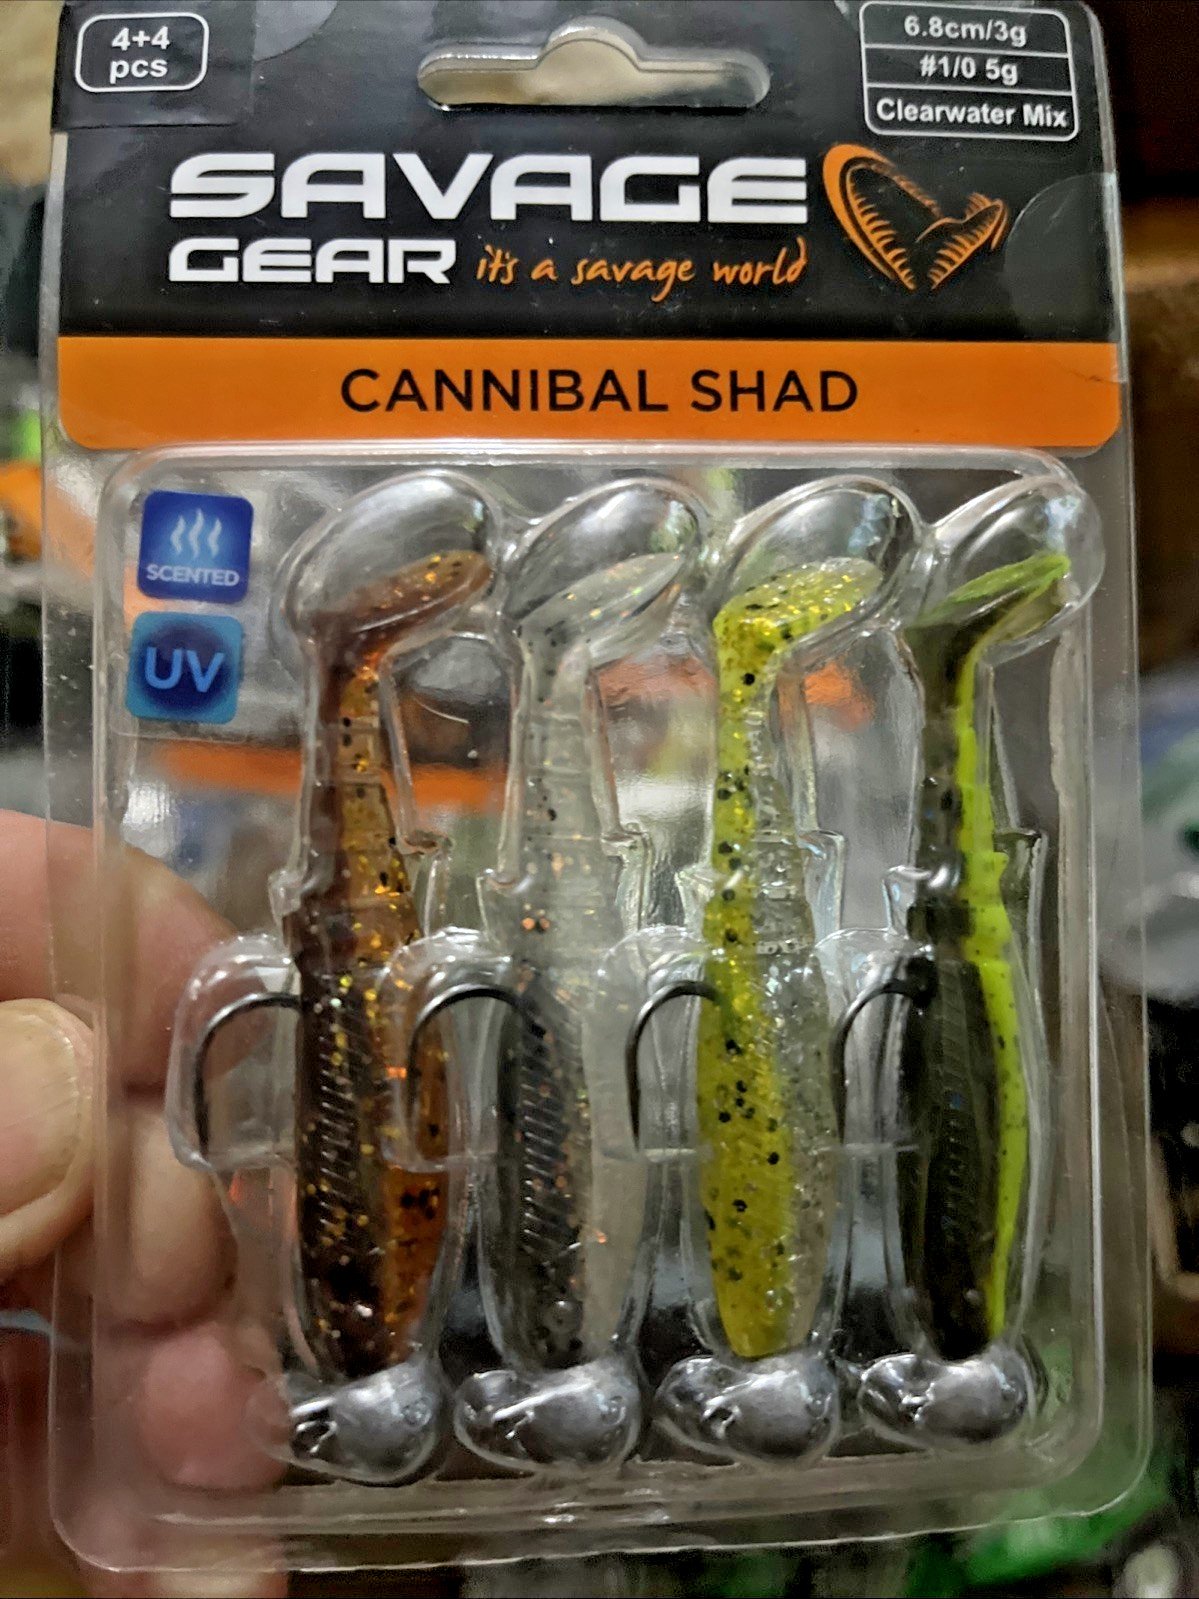 4+4
pcs
6.8cm/3g
#1/0 5g
Clearwater Mix
SAVAGE
GEAR it's a savage world
CANNIBAL SHAD
SCENTED
UV